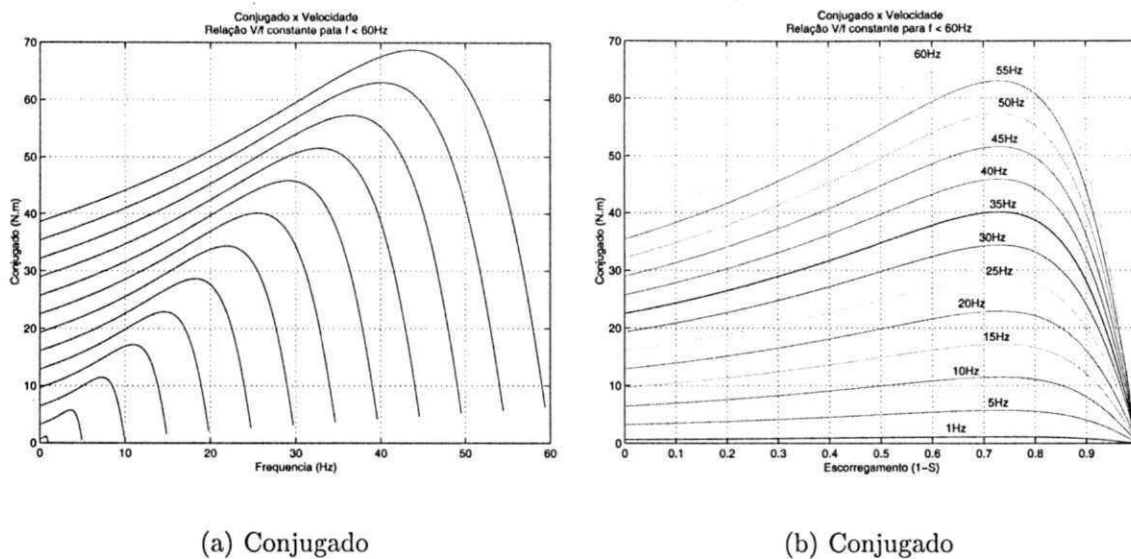 Conjugado x Velocidade
Relação V/f constante pata f < 60Hz
70
60
50
40
30
20
10
0
Conjugado (N.m)
0
10
20
30
40
50
60
Frequencia (Hz)
(a) Conjugado
Conjugado x Velocidade
Relação V/f constante para f < 60Hz
70
60
50
40
30
20
10
0
Conjugado (N.m)
60Hz
55Hz
50Hz
45Hz
40Hz
35Hz
30Hz
25Hz
20Hz
15Hz
10Hz
5Hz
1Hz
0
0.1
0.2
0.3
0.4
0.5
0.6
0.7
0.8
0.9
Escorregamento (1-S)
(b) Conjugado